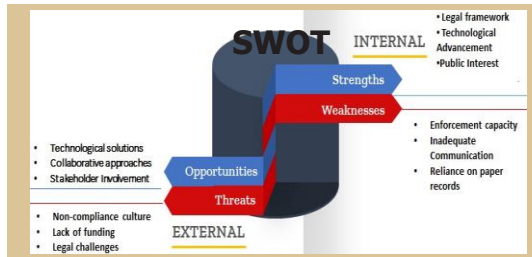 SWOT
INTERNAL
• Legal framework
• Technological
Advancement
•Public Interest
Strengths
Weaknesses
• Enforcement capacity
• Inadequate
Communication
• Reliance on paper
records
• Technological solutions
• Collaborative approaches
• Stakeholder Involvement
Opportunities
Threats
• Non-compliance culture
• Lack of funding
• Legal challenges
EXTERNAL